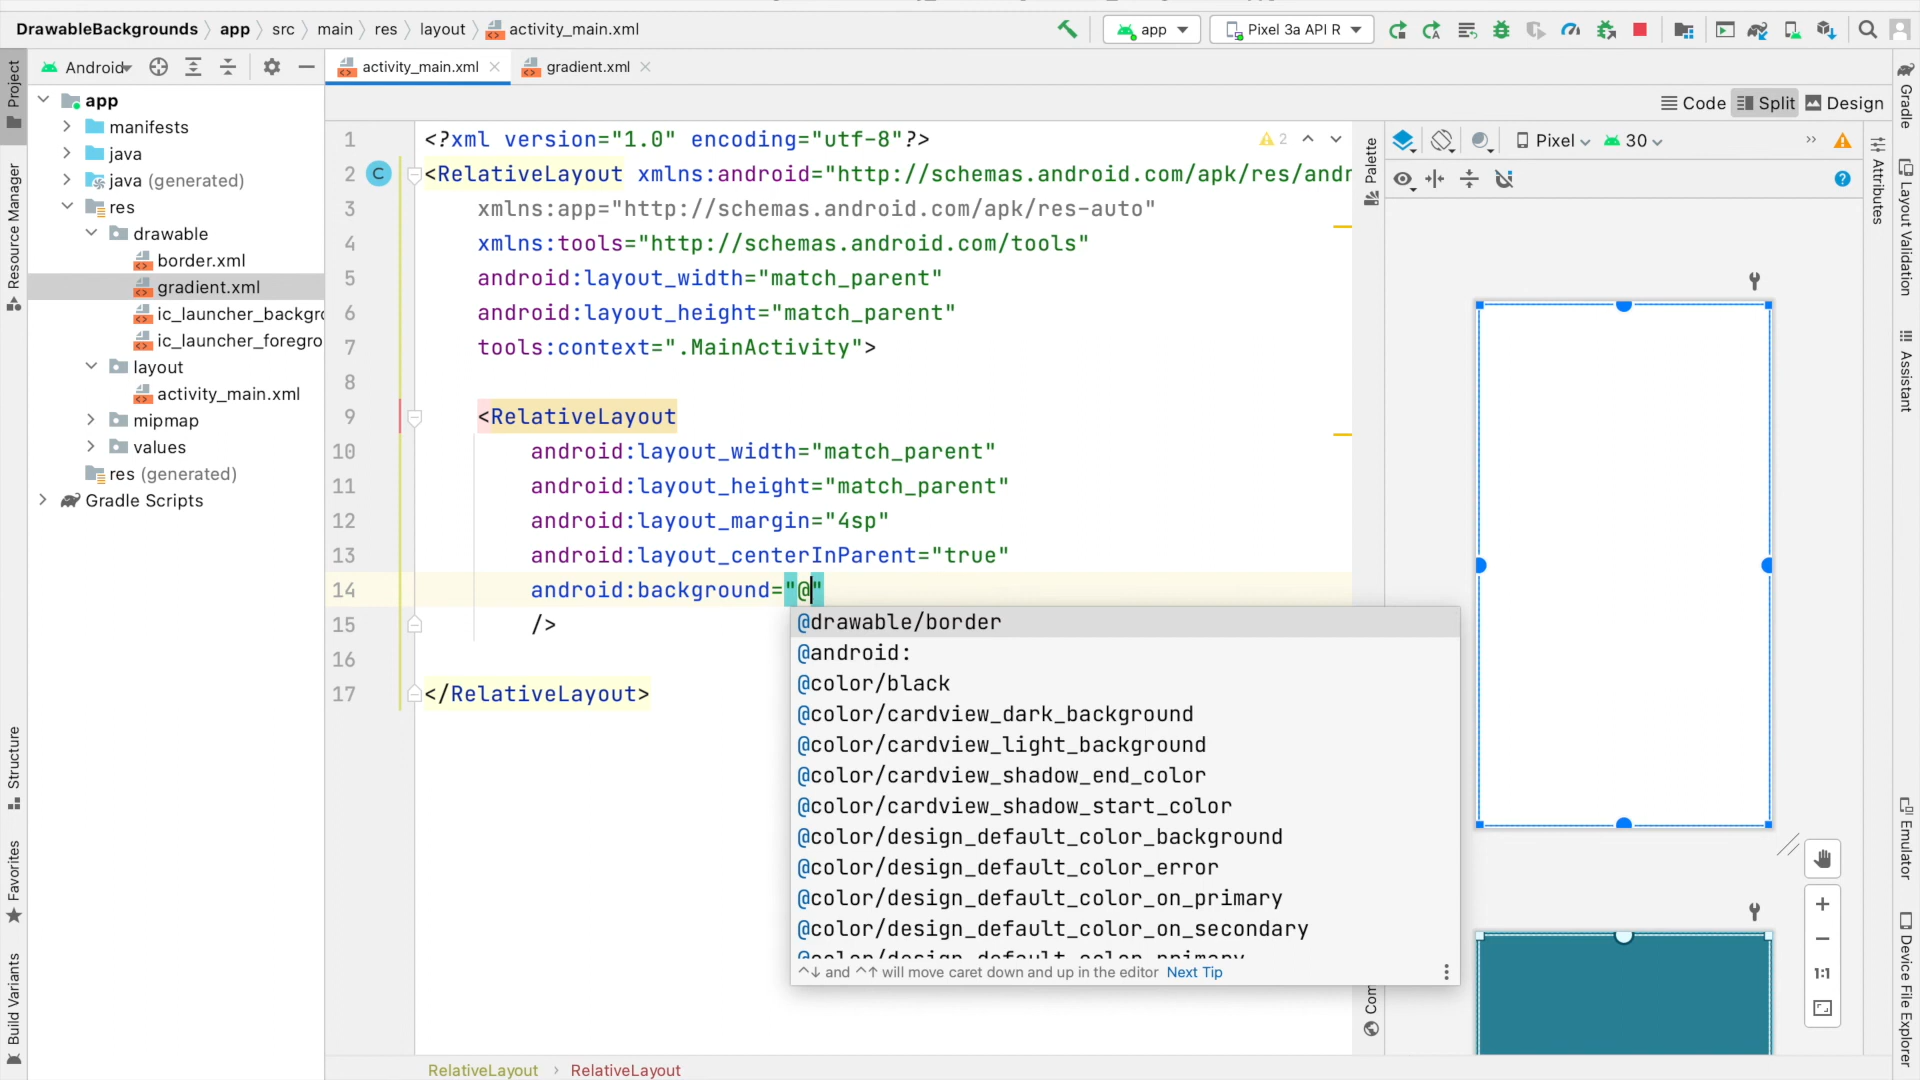 DrawableBackgrounds
app
src
main
res
layout
activity_main.xml
app
Pixel 3a API R
Project
Android
activity_main.xml
gradient.xml
Code
Split
Design
app
manifests
java
java (generated)
res
drawable
border.xml
gradient.xml
ic_launcher_backgr
ic_launcher_foregro
layout
activity_main.xml
mipmap
values
res (generated)
Gradle Scripts
Resource Manager
Structure
Favorites
Build Variants
1 <?xml version="1.0" encoding="utf-8"?>
2 <RelativeLayout xmlns:android="http://schemas.android.com/apk/res/andr
3 xmlns:app="http://schemas.android.com/apk/res-auto"
4 xmlns:tools="http://schemas.android.com/tools"
5 android:layout_width="match_parent"
6 android:layout_height="match_parent"
7 tools:context=".MainActivity">
8
9 <RelativeLayout
10 android:layout_width="match_parent"
11 android:layout_height="match_parent"
12 android:layout_margin="4sp"
13 android:layout_centerInParent="true"
14 android:background="@"
15 />
16
17 </RelativeLayout>
C
2
@drawable/border
@android:
@color/black
@color/cardview_dark_background
@color/cardview_light_background
@color/cardview_shadow_end_color
@color/cardview_shadow_start_color
@color/design_default_color_background
@color/design_default_color_error
@color/design_default_color_on_primary
@color/design_default_color_on_secondary
@color/design_default_color_primary
^↓ and ^↑ will move caret down and up in the editor Next Tip
RelativeLayout
RelativeLayout
Palette
Com
Pixel
30
?
1:1
Attributes
Gradle
Layout Validation
Assistant
Emulator
Device File Explorer